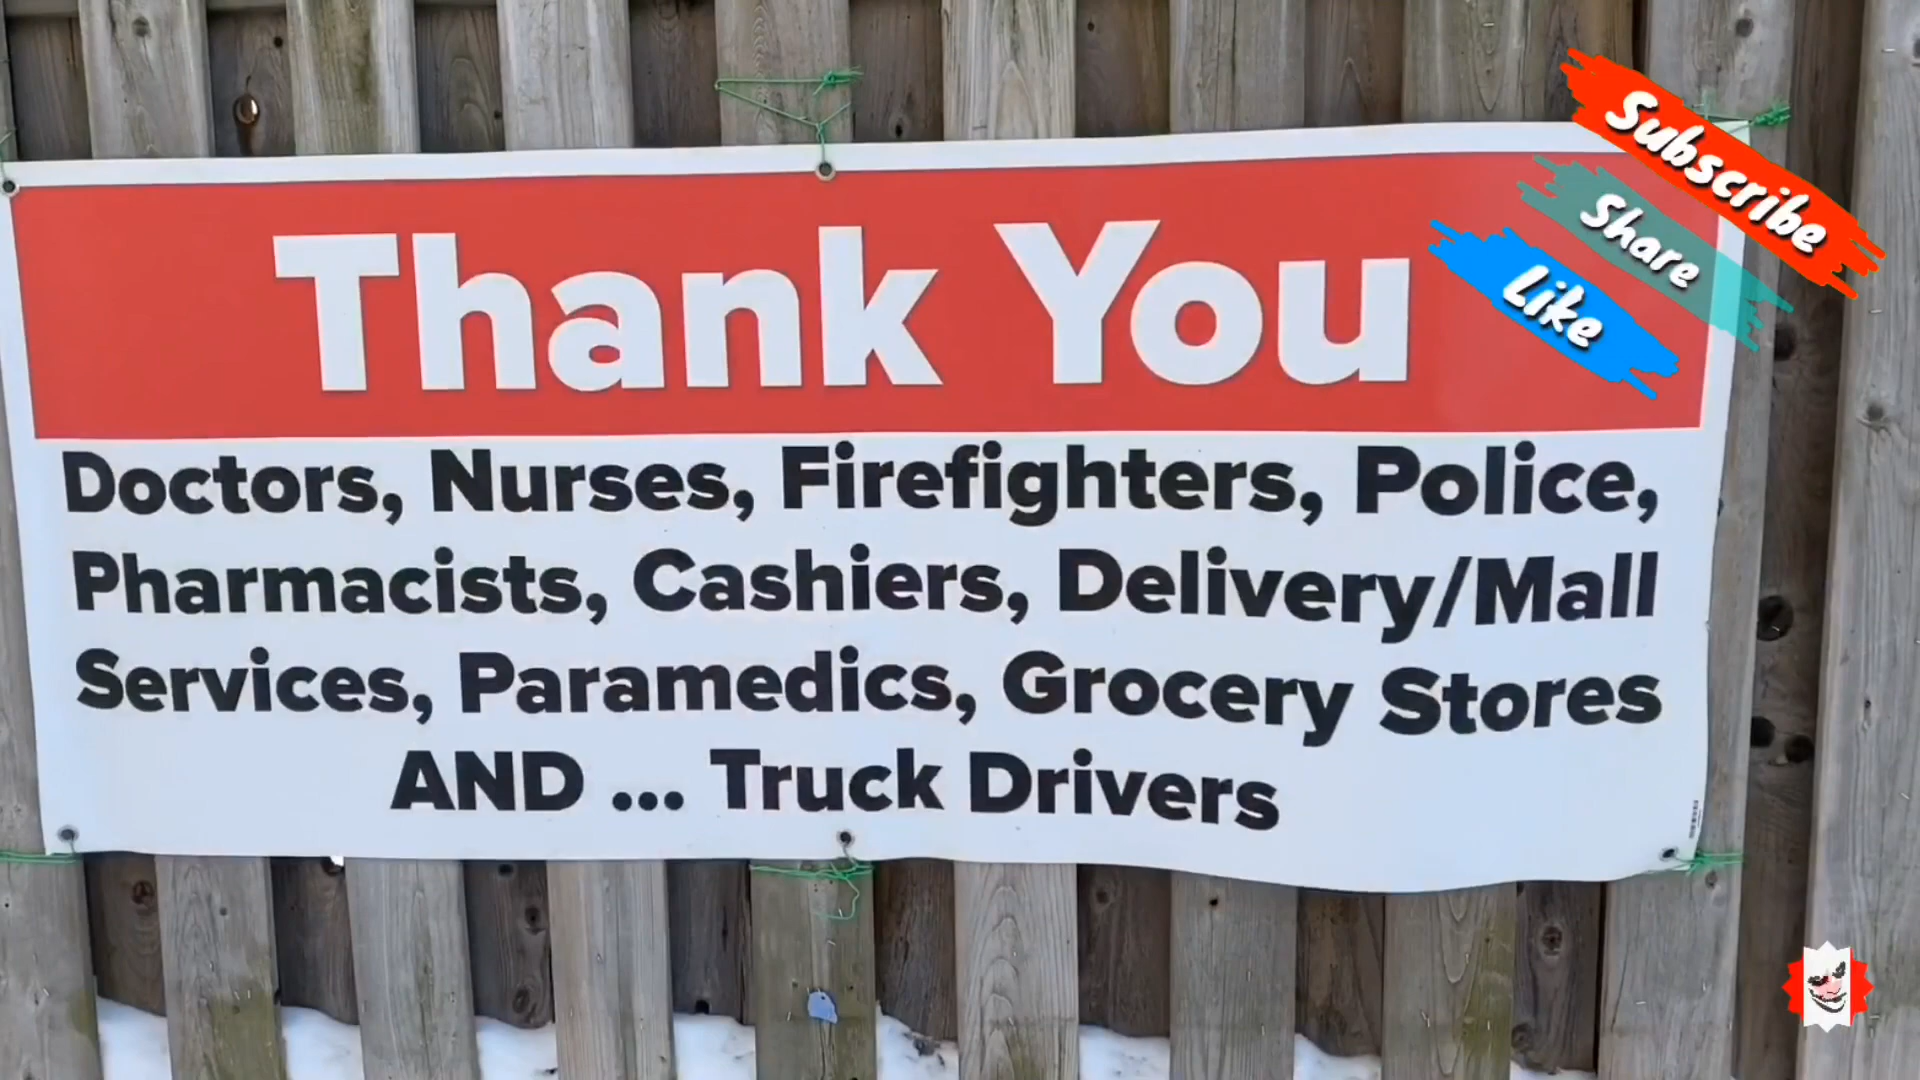 Thank You
Doctors, Nurses, Firefighters, Police,
Pharmacists, Cashiers, Delivery/Mall
Services, Paramedics, Grocery Stores
AND ... Truck Drivers
Subscribe
Share
Like